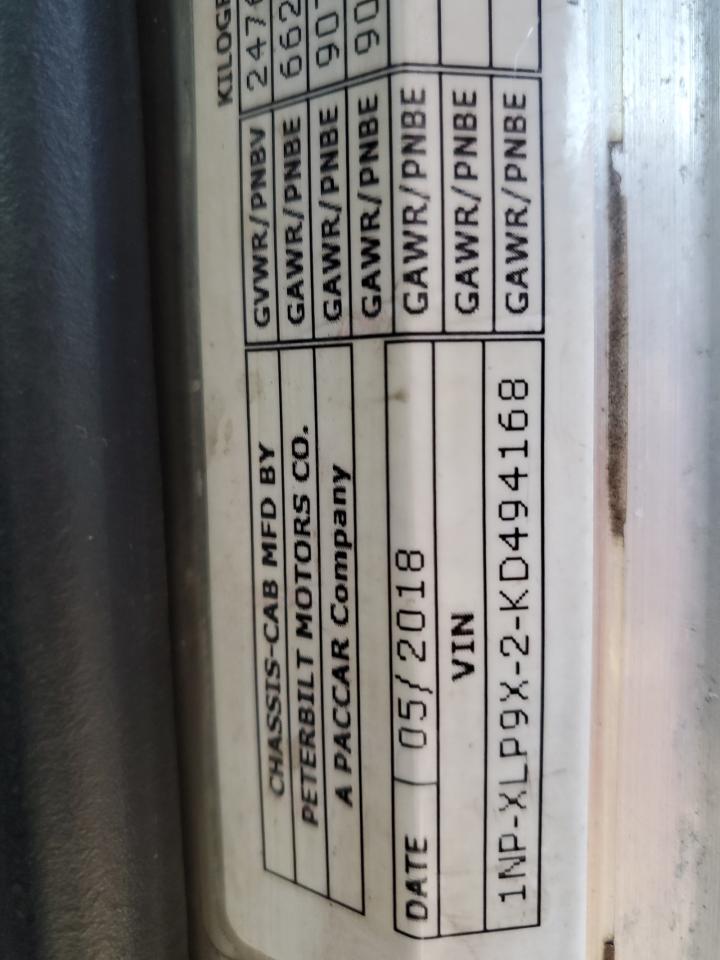 CHASSIS-CAB MFD BY
PETERBILT MOTORS CO.
A PACCAR Company
DATE 05/2018
VIN
1NP-XLP9X-2-KD494168
GVWR/PNBV
GAWR/PNBE
GAWR/PNBE
GAWR/PNBE
GAWR/PNBE
GAWR/PNBE
GAWR/PNBE